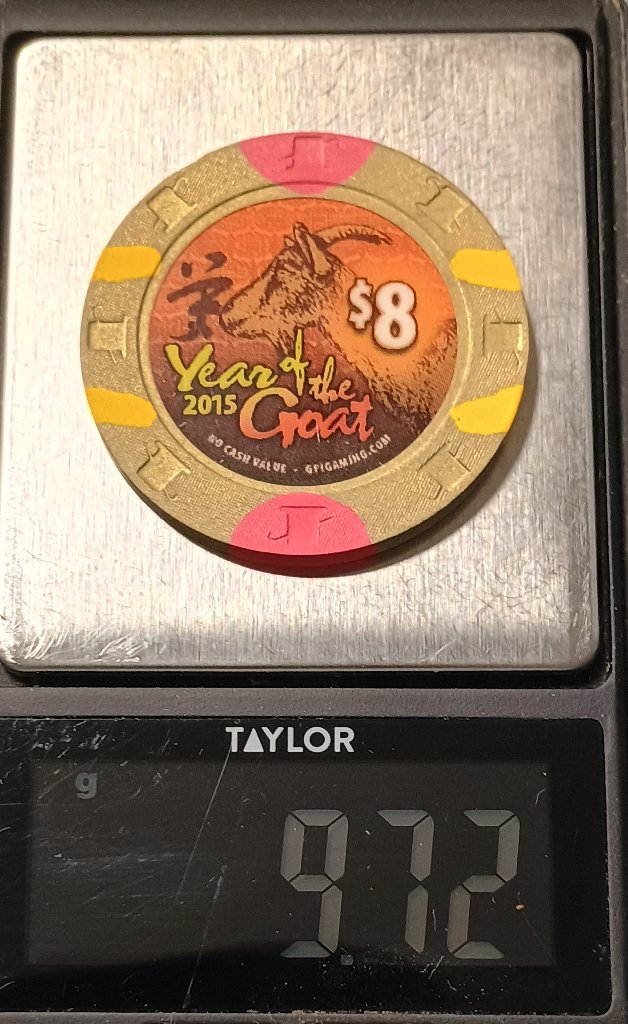 羊
$8
Year of the
2015 Goat
NO CASH VALUE - GPIGAMING.COM
TAYLOR
g
9.72